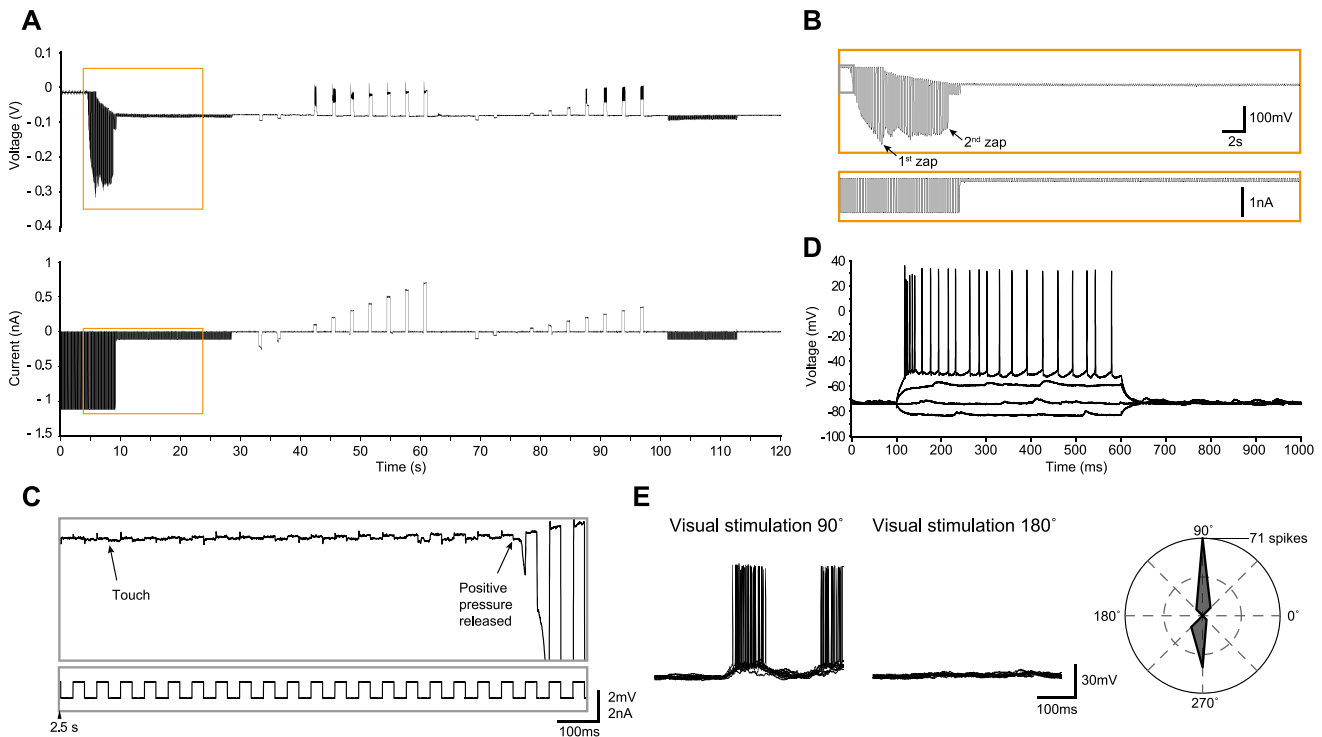 A
0.1
0
- 0.1
- 0.2
- 0.3
- 0.4
Voltage (V)
1
0.5
0
- 0.5
- 1
- 1.5
Current (nA)
0 10 20 30 40 50 60 70 80 90 100 110 120
Time (s)
B
1st zap
2nd zap
100mV
2s
1nA
D
40
20
0
-20
-40
-60
-80
-100
Voltage (mV)
0 100 200 300 400 500 600 700 800 900 1000
Time (ms)
C
Touch
Positive
pressure
released
2.5 s
2mV
2nA
100ms
E
Visual stimulation 90°
Visual stimulation 180°
30mV
100ms
90°
71 spikes
180°
0°
270°